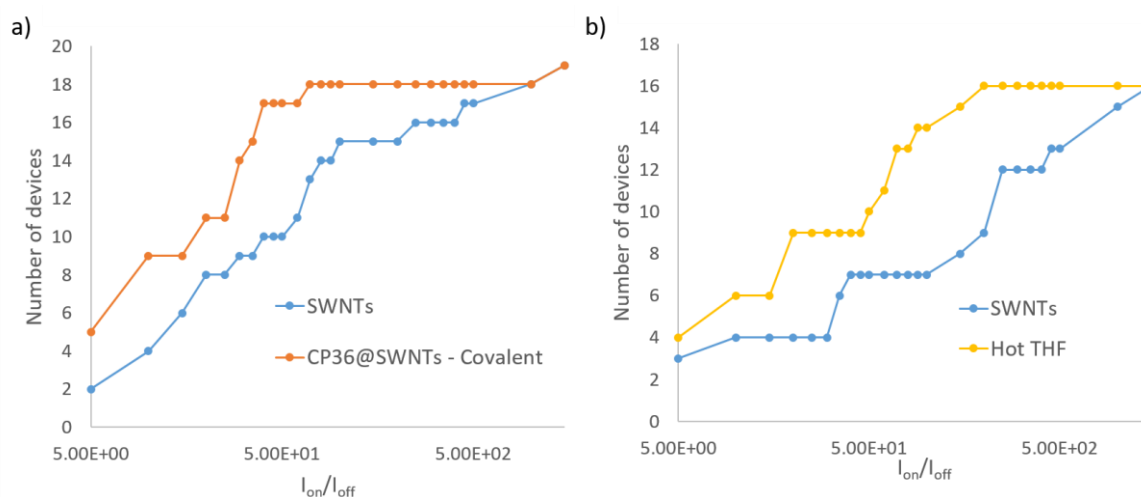 a)
Number of devices
20
18
16
14
12
10
8
6
4
2
0
SWNTs
CP36@SWNTs - Covalent
5.00E+00
5.00E+01
5.00E+02
Ion/Ioff
b)
Number of devices
18
16
14
12
10
8
6
4
2
0
SWNTs
Hot THF
5.00E+00
5.00E+01
5.00E+02
Ion/Ioff